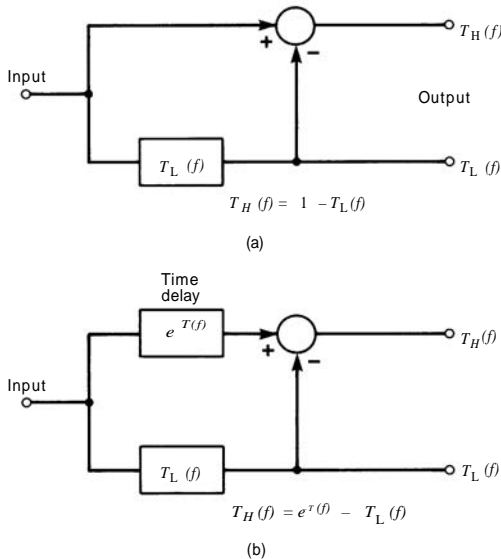 +
T_H (f)
–
Input
Output
T_L (f)
T_L (f)
T_H (f) = 1 – T_L(f)
(a)
Time
delay
e^T(f)
+
T_H(f)
–
Input
T_L (f)
T_L (f)
T_H (f) = e^T(f) – T_L (f)
(b)